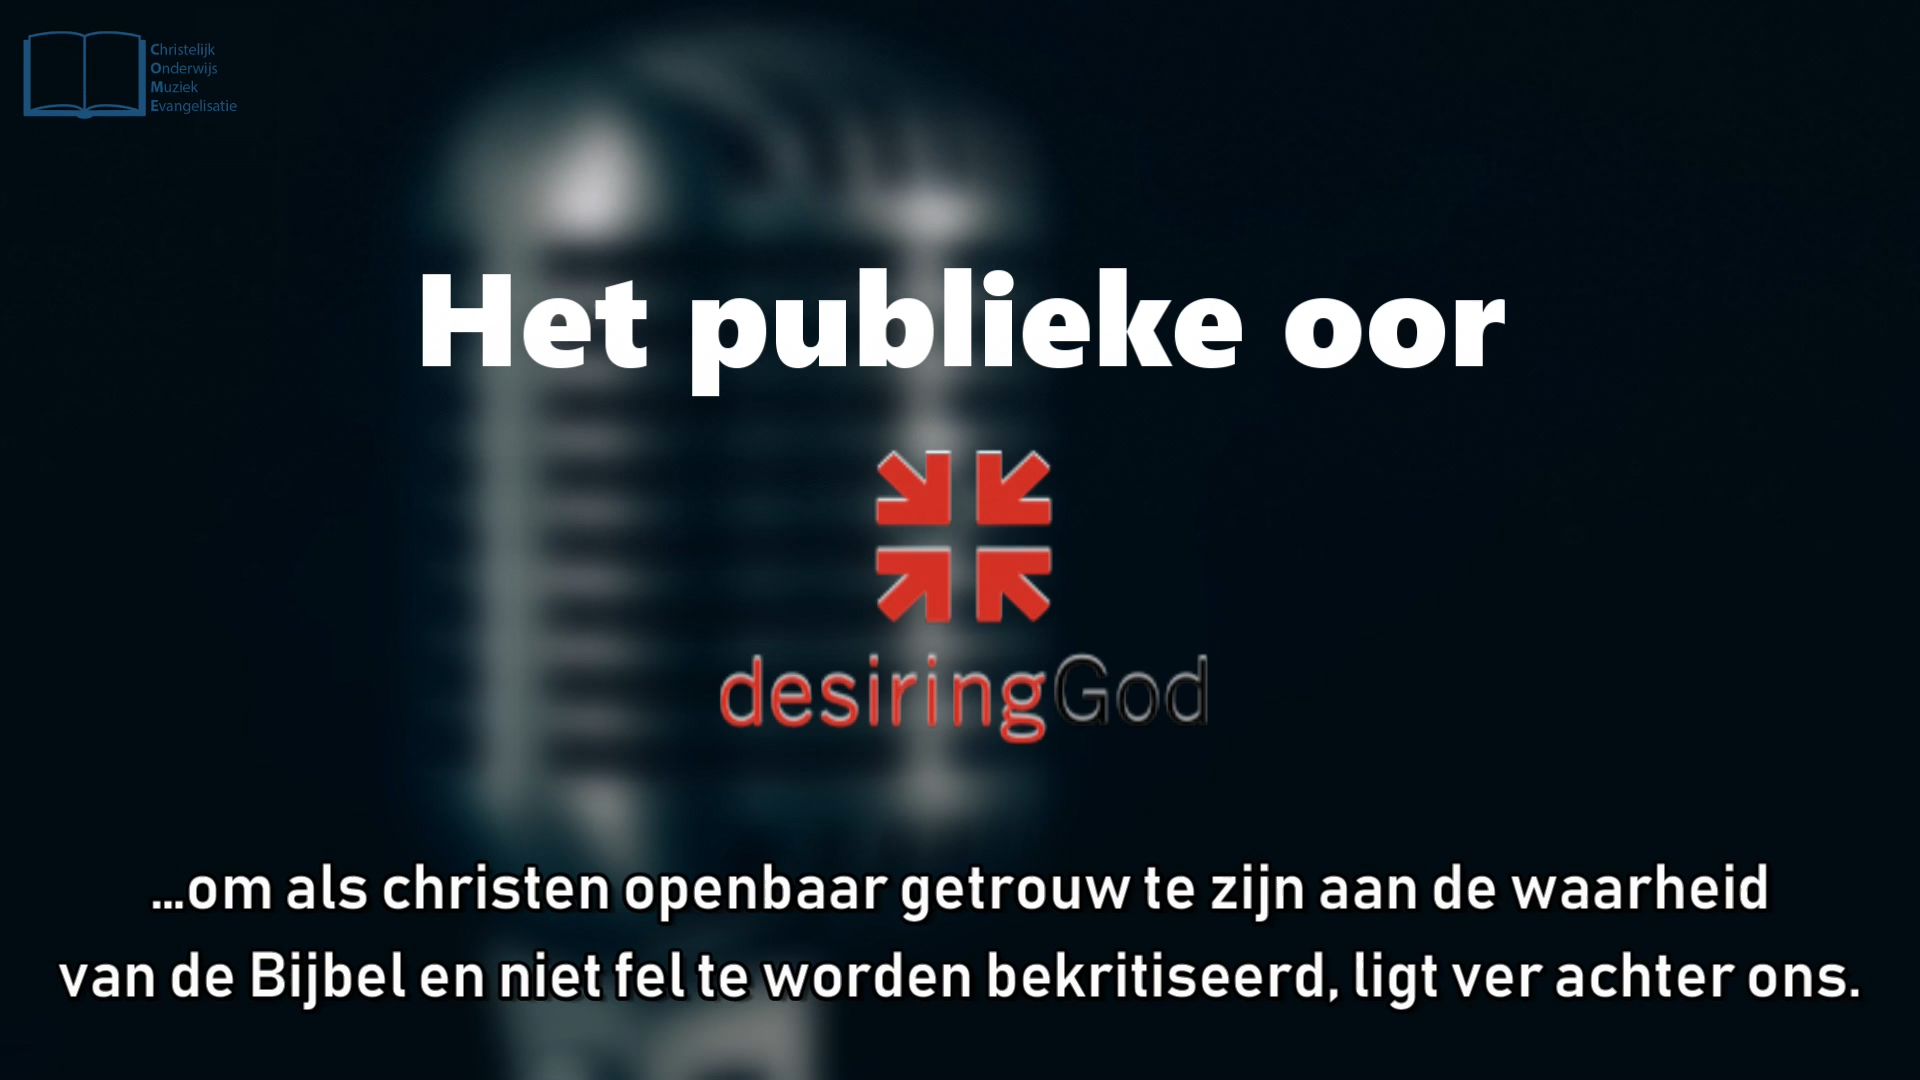 Christelijk
Onderwijs
Muziek
Evangelisatie
Het publieke oor
desiringGod
...om als christen openbaar getrouw te zijn aan de waarheid
van de Bijbel en niet fel te worden bekritiseerd, ligt ver achter ons.